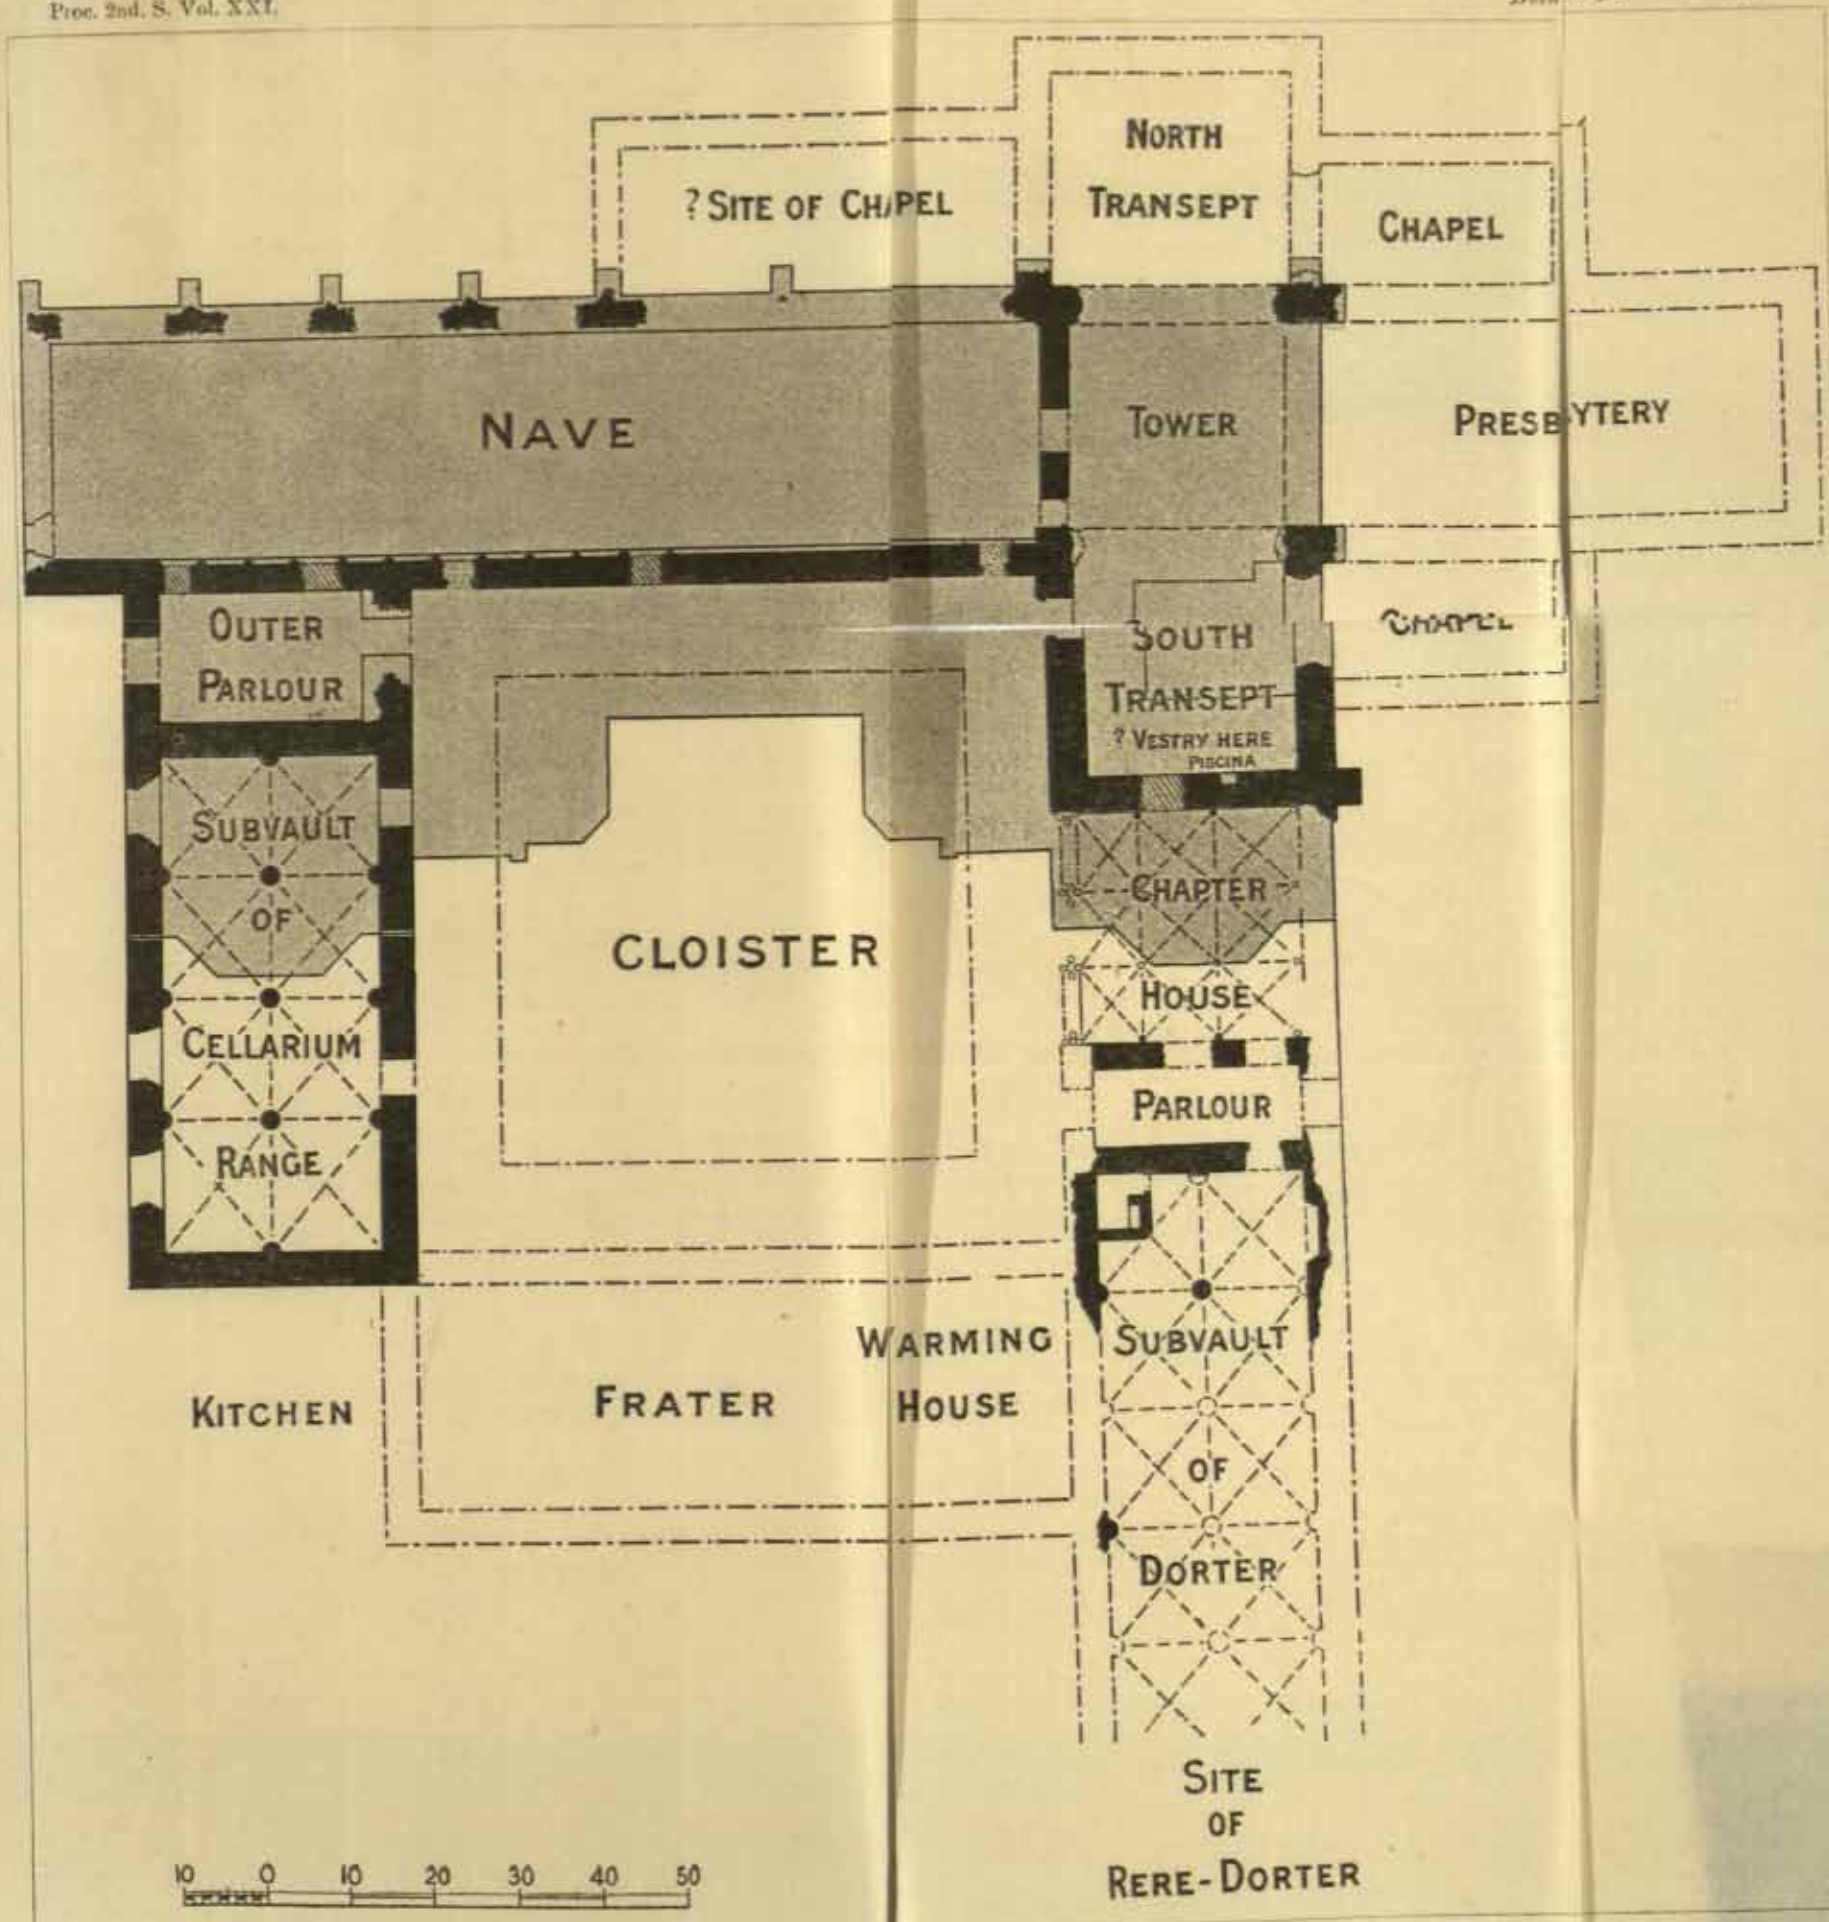 Proc. 2nd. S. Vol. XXI.
NORTH
TRANSEPT
? SITE OF CHAPEL
CHAPEL
NAVE
TOWER
PRESBYTERY
OUTER
PARLOUR
SOUTH
TRANSEPT
? VESTRY HERE
PISCINA
CHAPEL
SUBVAULT
OF
CELLARIUM
RANGE
CLOISTER
CHAPTER
HOUSE
PARLOUR
KITCHEN
FRATER
WARMING
HOUSE
SUBVAULT
OF
DORTER
SITE
OF
RERE-DORTER
10 0 10 20 30 40 50